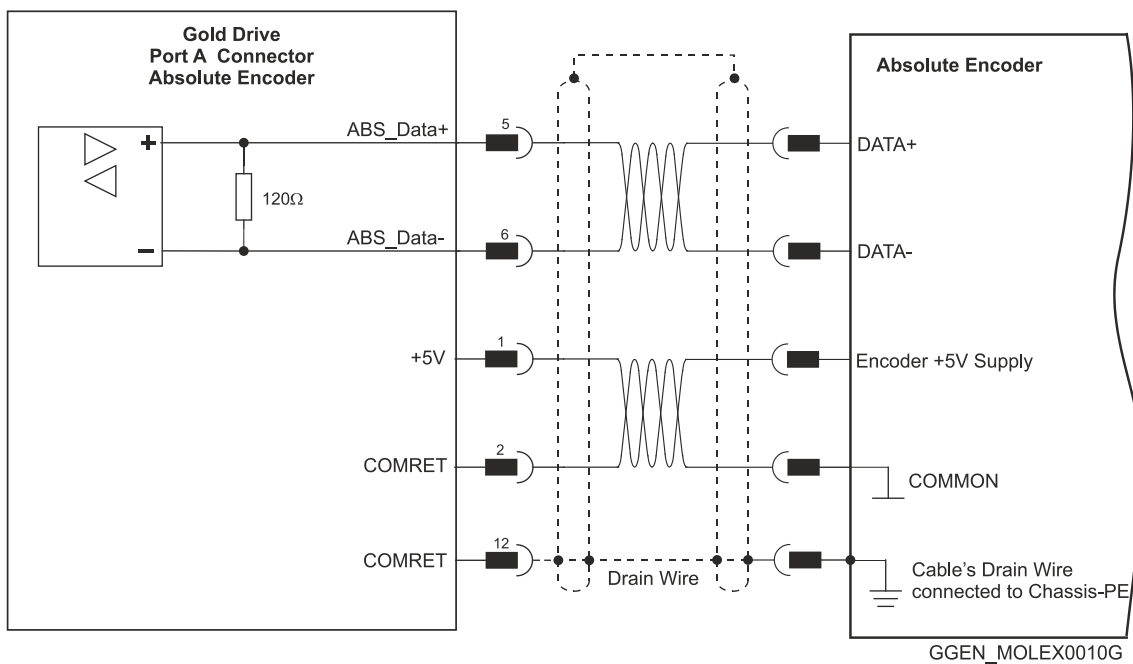 Gold Drive
Port A Connector
Absolute Encoder
Absolute Encoder
+
120Ω
-
ABS_Data+
5
DATA+
ABS_Data-
6
DATA-
+5V
1
Encoder +5V Supply
COMRET
2
COMMON
COMRET
12
Drain Wire
Cable's Drain Wire
connected to Chassis-PE
GGEN_MOLEX0010G